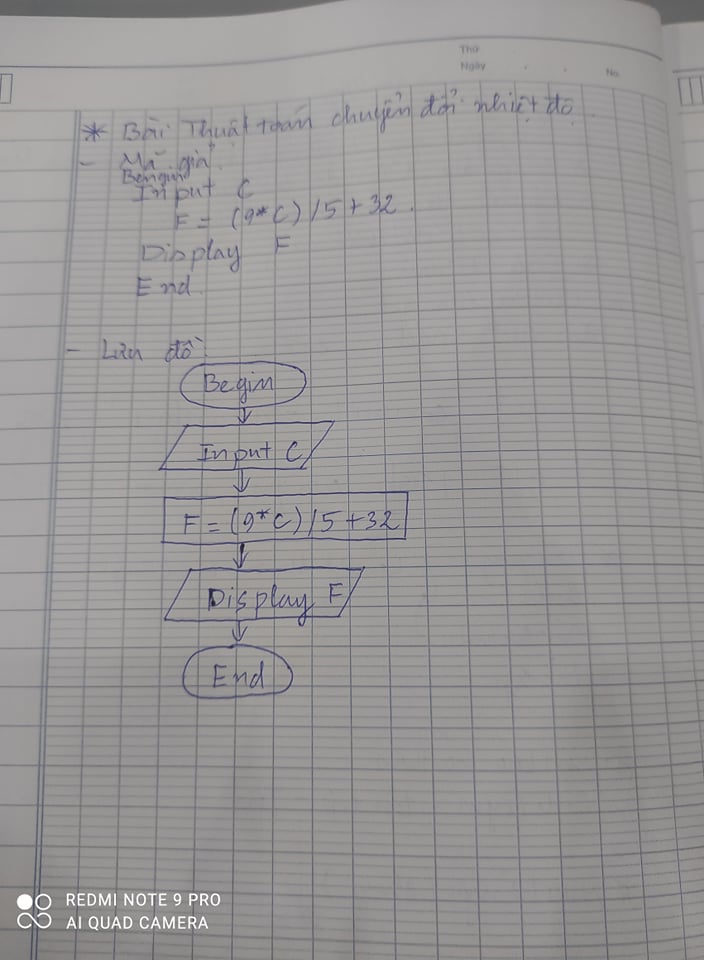 Thứ
Ngày
No.
* Bài: Thuật toán chuyển đổi nhiệt độ.
- Mã giả.
Bengin
Input C
F = (9*C)/5+32.
Display F
End.
- Lưu đồ:
Begin
Input C
F = (9*C)/5+32
Display F
End
REDMI NOTE 9 PRO
AI QUAD CAMERA